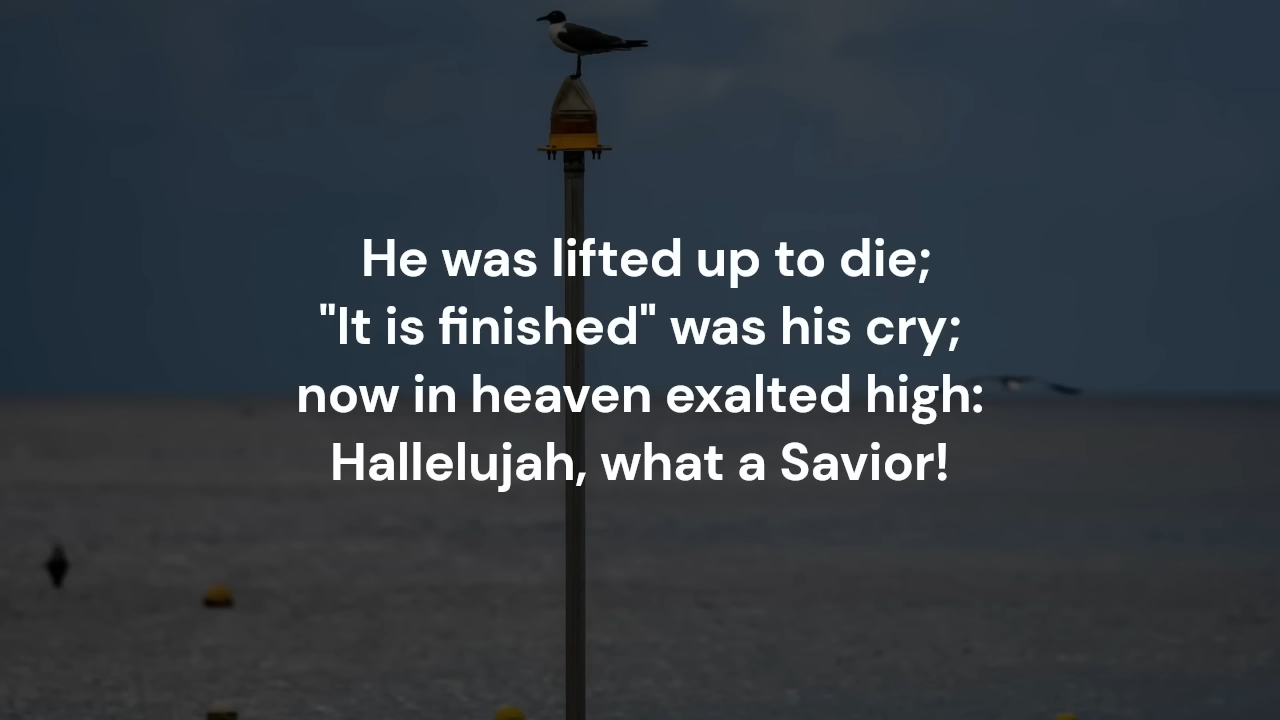 He was lifted up to die;
"It is finished" was his cry;
now in heaven exalted high:
Hallelujah, what a Savior!